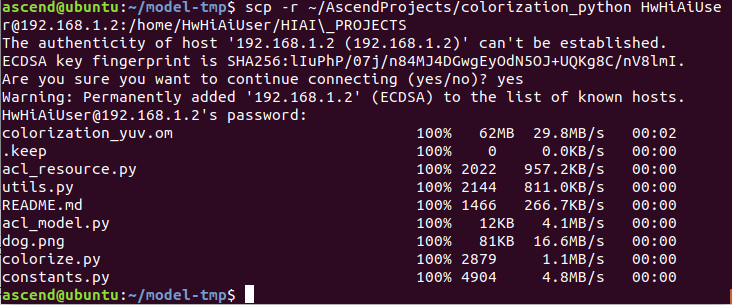 ascend@ubuntu:~/model-tmp$ scp -r ~/AscendProjects/colorization_python HwHiAiUse
r@192.168.1.2:/home/HwHiAiUser/HIAI\_PROJECTS
The authenticity of host '192.168.1.2 (192.168.1.2)' can't be established.
ECDSA key fingerprint is SHA256:lIuPhP/07j/n84MJ4DGwgEyOdN5OJ+UQKg8C/nV8lmI.
Are you sure you want to continue connecting (yes/no)? yes
Warning: Permanently added '192.168.1.2' (ECDSA) to the list of known hosts.
HwHiAiUser@192.168.1.2's password:
colorization_yuv.om 100% 62MB 29.8MB/s 00:02
.keep 100% 0 0.0KB/s 00:00
acl_resource.py 100% 2022 957.2KB/s 00:00
utils.py 100% 2144 811.0KB/s 00:00
README.md 100% 1466 266.7KB/s 00:00
acl_model.py 100% 12KB 4.1MB/s 00:00
dog.png 100% 81KB 16.6MB/s 00:00
colorize.py 100% 2879 1.1MB/s 00:00
constants.py 100% 4904 4.8MB/s 00:00
ascend@ubuntu:~/model-tmp$